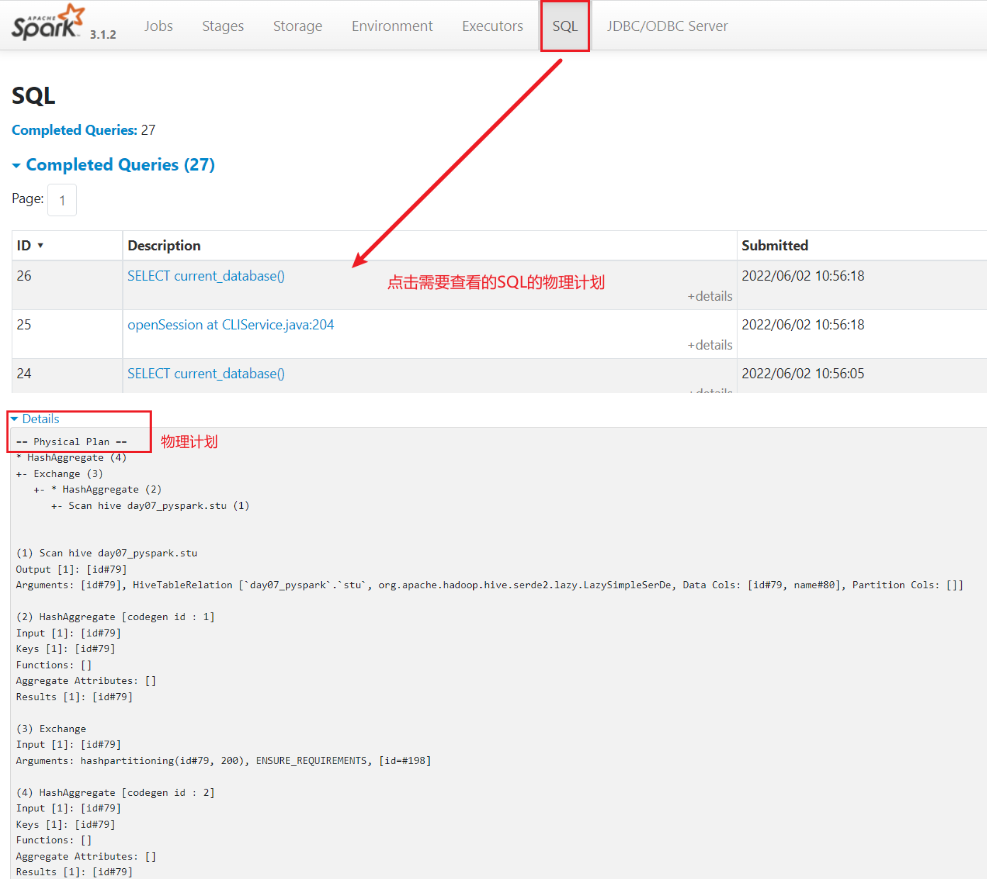 APACHE
Spark 3.1.2 Jobs Stages Storage Environment Executors SQL JDBC/ODBC Server
SQL
Completed Queries: 27
Completed Queries (27)
Page: 1
ID Description Submitted
26 SELECT current_database() 2022/06/02 10:56:18
点击需要查看的SQL的物理计划
+details
25 openSession at CLIService.java:204 2022/06/02 10:56:18
+details
24 SELECT current_database() 2022/06/02 10:56:05
+details
Details
== Physical Plan ==
物理计划
* HashAggregate (4)
+- Exchange (3)
+- * HashAggregate (2)
+- Scan hive day07_pyspark.stu (1)
(1) Scan hive day07_pyspark.stu
Output [1]: [id#79]
Arguments: [id#79], HiveTableRelation [`day07_pyspark`.`stu`, org.apache.hadoop.hive.serde2.lazy.LazySimpleSerDe, Data Cols: [id#79, name#80], Partition Cols: []]
(2) HashAggregate [codegen id : 1]
Input [1]: [id#79]
Keys [1]: [id#79]
Functions: []
Aggregate Attributes: []
Results [1]: [id#79]
(3) Exchange
Input [1]: [id#79]
Arguments: hashpartitioning(id#79, 200), ENSURE_REQUIREMENTS, [id=#198]
(4) HashAggregate [codegen id : 2]
Input [1]: [id#79]
Keys [1]: [id#79]
Functions: []
Aggregate Attributes: []
Results [1]: [id#79]